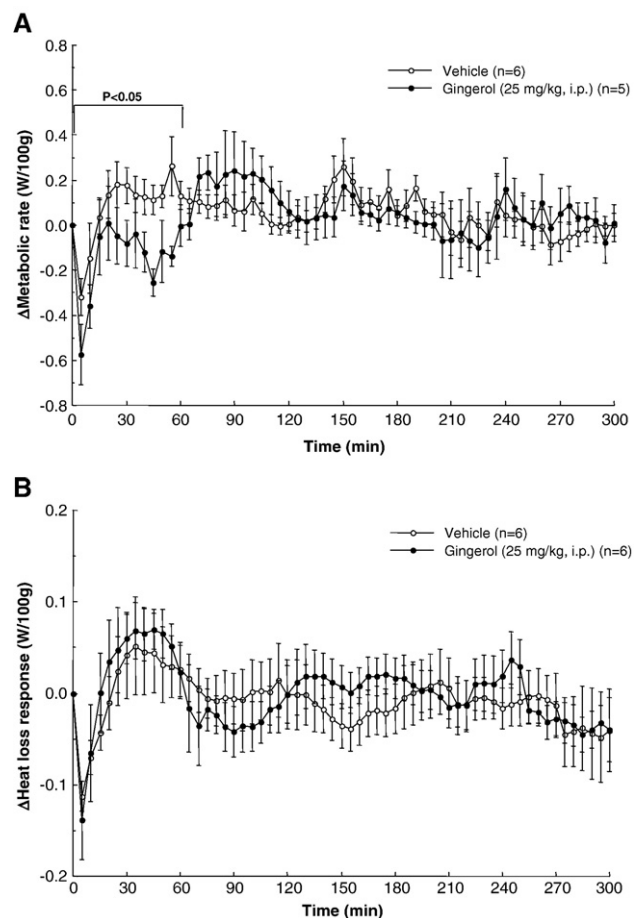 A
ΔMetabolic rate (W/100g)
0.8
0.6
0.4
0.2
0.0
-0.2
-0.4
-0.6
-0.8
P<0.05
Vehicle (n=6)
Gingerol (25 mg/kg, i.p.) (n=5)
0 30 60 90 120 150 180 210 240 270 300
Time (min)
B
ΔHeat loss response (W/100g)
0.2
0.1
0.0
-0.1
-0.2
Vehicle (n=6)
Gingerol (25 mg/kg, i.p.) (n=6)
0 30 60 90 120 150 180 210 240 270 300
Time (min)